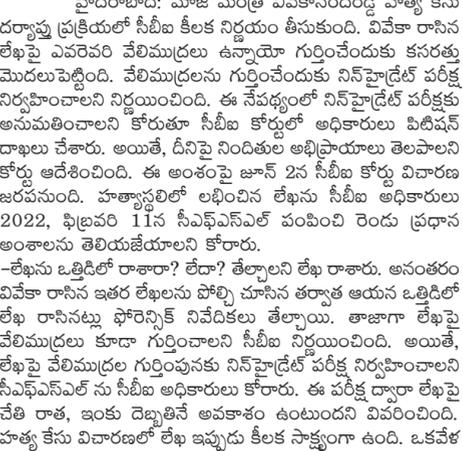 హైదరాబాద్: మాజీ మంత్రి వివేకానందరెడ్డి హత్య కేసు
దర్యాప్తు ప్రక్రియలో సీబీఐ కీలక నిర్ణయం తీసుకుంది. వివేకా రాసిన
లేఖపై ఎవరెవరి వేలిముద్రలు ఉన్నాయో గుర్తించేందుకు కసరత్తు
మొదలుపెట్టింది. వేలిముద్రలను గుర్తించేందుకు నిన్‌హైడ్రేట్ పరీక్ష
నిర్వహించాలని నిర్ణయించింది. ఈ నేపథ్యంలో నిన్‌హైడ్రేట్ పరీక్షకు
అనుమతించాలని కోరుతూ సీబీఐ కోర్టులో అధికారులు పిటిషన్
దాఖలు చేశారు. అయితే, దీనిపై నిందితుల అభిప్రాయాలు తెలపాలని
కోర్టు ఆదేశించింది. ఈ అంశంపై జూన్ 2న సీబీఐ కోర్టు విచారణ
జరపనుంది. హత్యాస్థలిలో లభించిన లేఖను సీబీఐ అధికారులు
2022, ఫిబ్రవరి 11న సీఎఫ్ఎస్ఎల్ పంపించి రెండు ప్రధాన
అంశాలను తెలియజేయాలని కోరారు.
-లేఖను ఒత్తిడిలో రాశారా? లేదా? తేల్చాలని లేఖ రాశారు. అనంతరం
వివేకా రాసిన ఇతర లేఖలను పోల్చి చూసిన తర్వాత ఆయన ఒత్తిడిలో
లేఖ రాసినట్లు ఫోరెన్సిక్ నివేదికలు తేల్చాయి. తాజాగా లేఖపై
వేలిముద్రలు కూడా గుర్తించాలని సీబీఐ నిర్ణయించింది. అయితే,
లేఖపై వేలిముద్రల గుర్తింపునకు నిన్‌హైడ్రేట్ పరీక్ష నిర్వహించాలని
సీఎఫ్ఎస్ఎల్ ను సీబీఐ అధికారులు కోరారు. ఈ పరీక్ష ద్వారా లేఖపై
చేతి రాత, ఇంకు దెబ్బతినే అవకాశం ఉంటుందని వివరించింది.
హత్య కేసు విచారణలో లేఖ ఇప్పుడు కీలక సాక్ష్యంగా ఉంది. ఒకవేళ